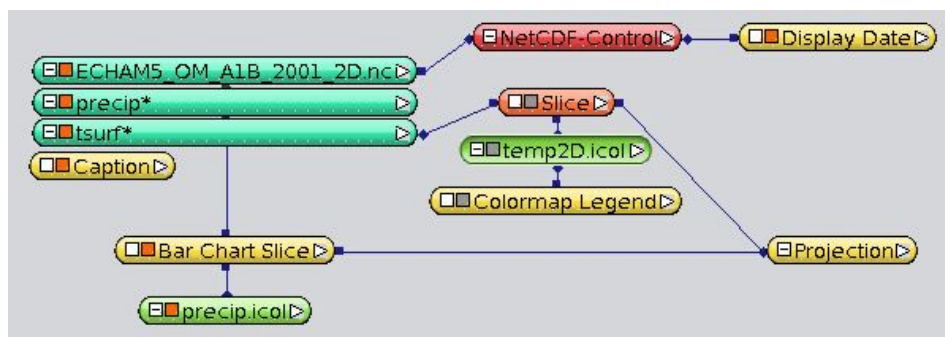 NetCDF-Control
Display Date
ECHAM5_OM_A1B_2001_2D.nc
precip*
Slice
tsurf*
temp2D.icol
Caption
Colormap Legend
Bar Chart Slice
Projection
precip.icol